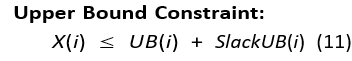 Upper Bound Constraint:
X(i) ≤ UB(i) + SlackUB(i) (11)